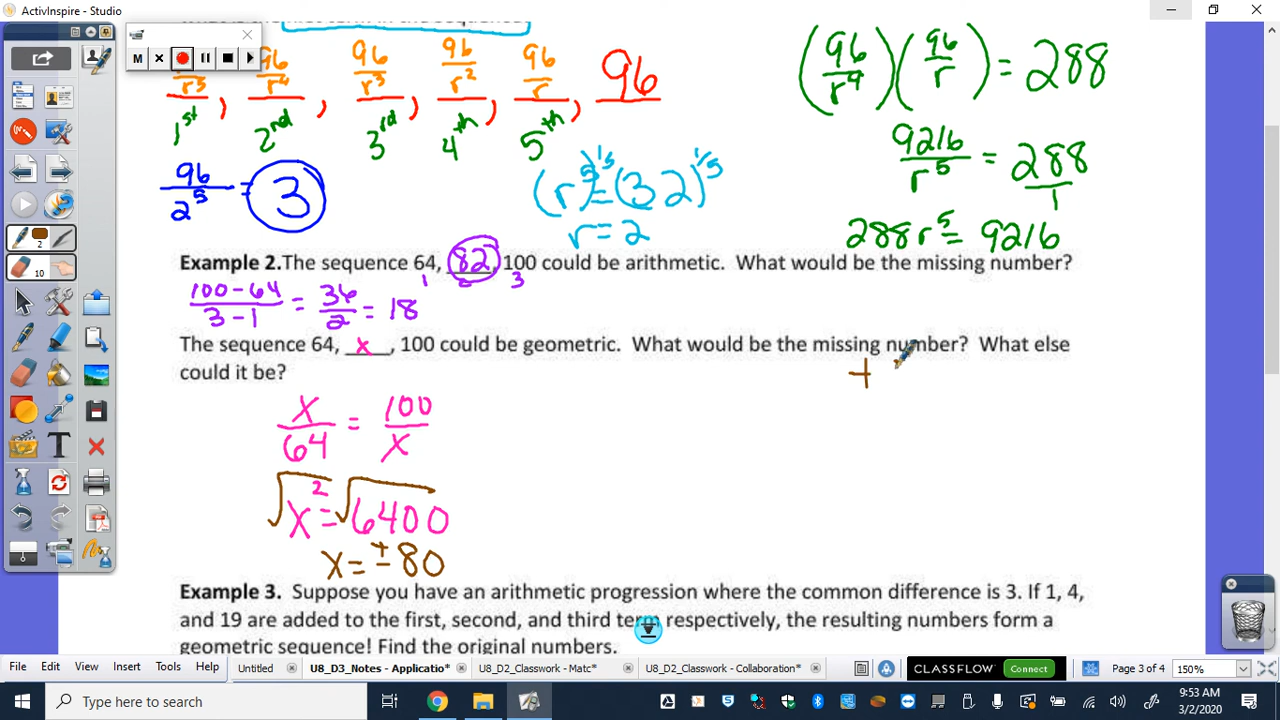 ActivInspire - Studio
M
96/r⁵, 96/r⁴, 96/r³, 96/r², 96/r, 96
1st 2nd 3rd 4th 5th
(96/r⁴)(96/r) = 288
9216/r⁵ = 288/1
288r⁵ = 9216
96/2⁵ = 3
(r⁵)^1/5 = (32)^1/5
r = 2
Example 2.The sequence 64, 82, 100 could be arithmetic. What would be the missing number?
1 2 3
100-64/3-1 = 36/2 = 18
The sequence 64, x, 100 could be geometric. What would be the missing number? What else
could it be?
+
x/64 = 100/x
√x² = √6400
x = ±80
Example 3. Suppose you have an arithmetic progression where the common difference is 3. If 1, 4,
and 19 are added to the first, second, and third term respectively, the resulting numbers form a
geometric sequence! Find the original numbers.
2
10
T
File Edit View Insert Tools Help Untitled U8_D3_Notes - Applicatio* U8_D2_Classwork - Matc* U8_D2_Classwork - Collaboration* CLASSFLOW Connect Page 3 of 4 150%
Type here to search
9:53 AM
3/2/2020